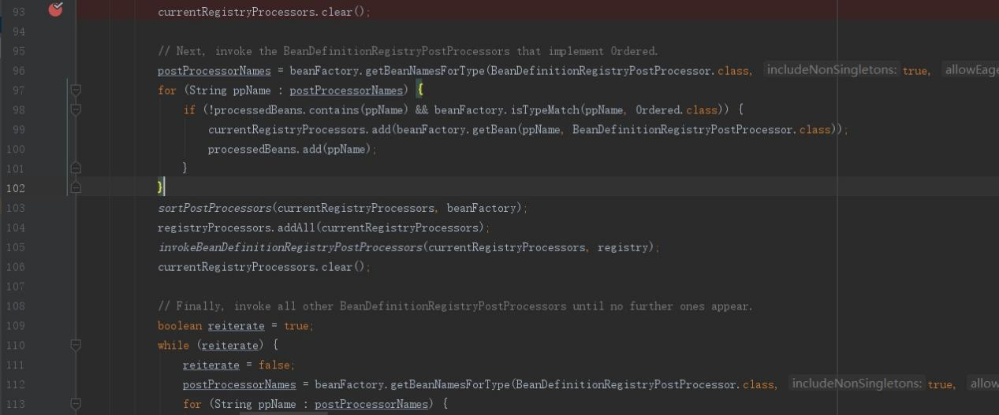 93 currentRegistryProcessors.clear();
94
95 // Next, invoke the BeanDefinitionRegistryPostProcessors that implement Ordered.
96 postProcessorNames = beanFactory.getBeanNamesForType(BeanDefinitionRegistryPostProcessor.class, includeNonSingletons: true, allowEage
97 for (String ppName : postProcessorNames) {
98 if (!processedBeans.contains(ppName) && beanFactory.isTypeMatch(ppName, Ordered.class)) {
99 currentRegistryProcessors.add(beanFactory.getBean(ppName, BeanDefinitionRegistryPostProcessor.class));
100 processedBeans.add(ppName);
101 }
102 }
103 sortPostProcessors(currentRegistryProcessors, beanFactory);
104 registryProcessors.addAll(currentRegistryProcessors);
105 invokeBeanDefinitionRegistryPostProcessors(currentRegistryProcessors, registry);
106 currentRegistryProcessors.clear();
107
108 // Finally, invoke all other BeanDefinitionRegistryPostProcessors until no further ones appear.
109 boolean reiterate = true;
110 while (reiterate) {
111 reiterate = false;
112 postProcessorNames = beanFactory.getBeanNamesForType(BeanDefinitionRegistryPostProcessor.class, includeNonSingletons: true, allow
113 for (String ppName : postProcessorNames) {